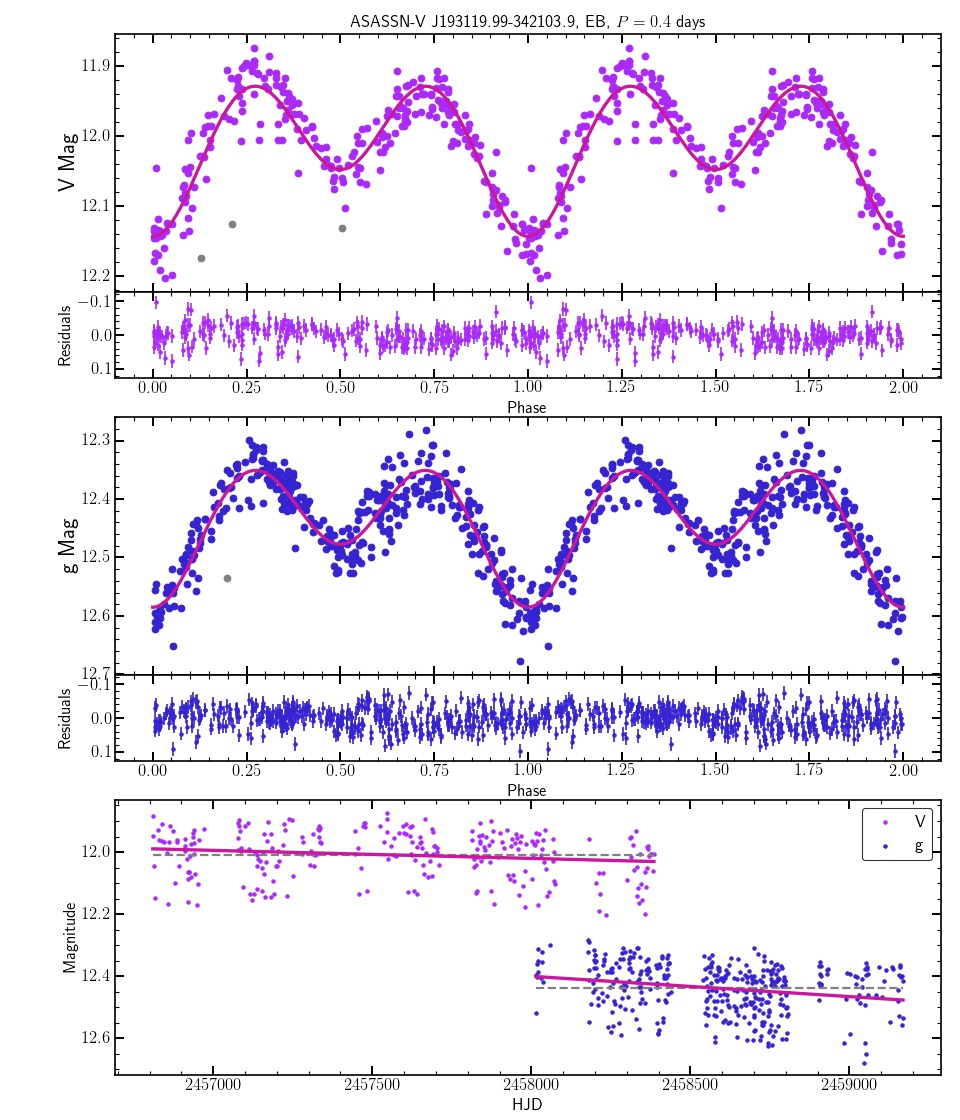 ASASSN-V J193119.99-342103.9, EB, P = 0.4 days
11.9
12.0
12.1
12.2
V Mag
−0.1
0.0
0.1
Residuals
0.00 0.25 0.50 0.75 1.00 1.25 1.50 1.75 2.00
Phase
12.3
12.4
12.5
12.6
12.7
g Mag
−0.1
0.0
0.1
Residuals
0.00 0.25 0.50 0.75 1.00 1.25 1.50 1.75 2.00
Phase
V
g
12.0
12.2
12.4
12.6
Magnitude
2457000 2457500 2458000 2458500 2459000
HJD